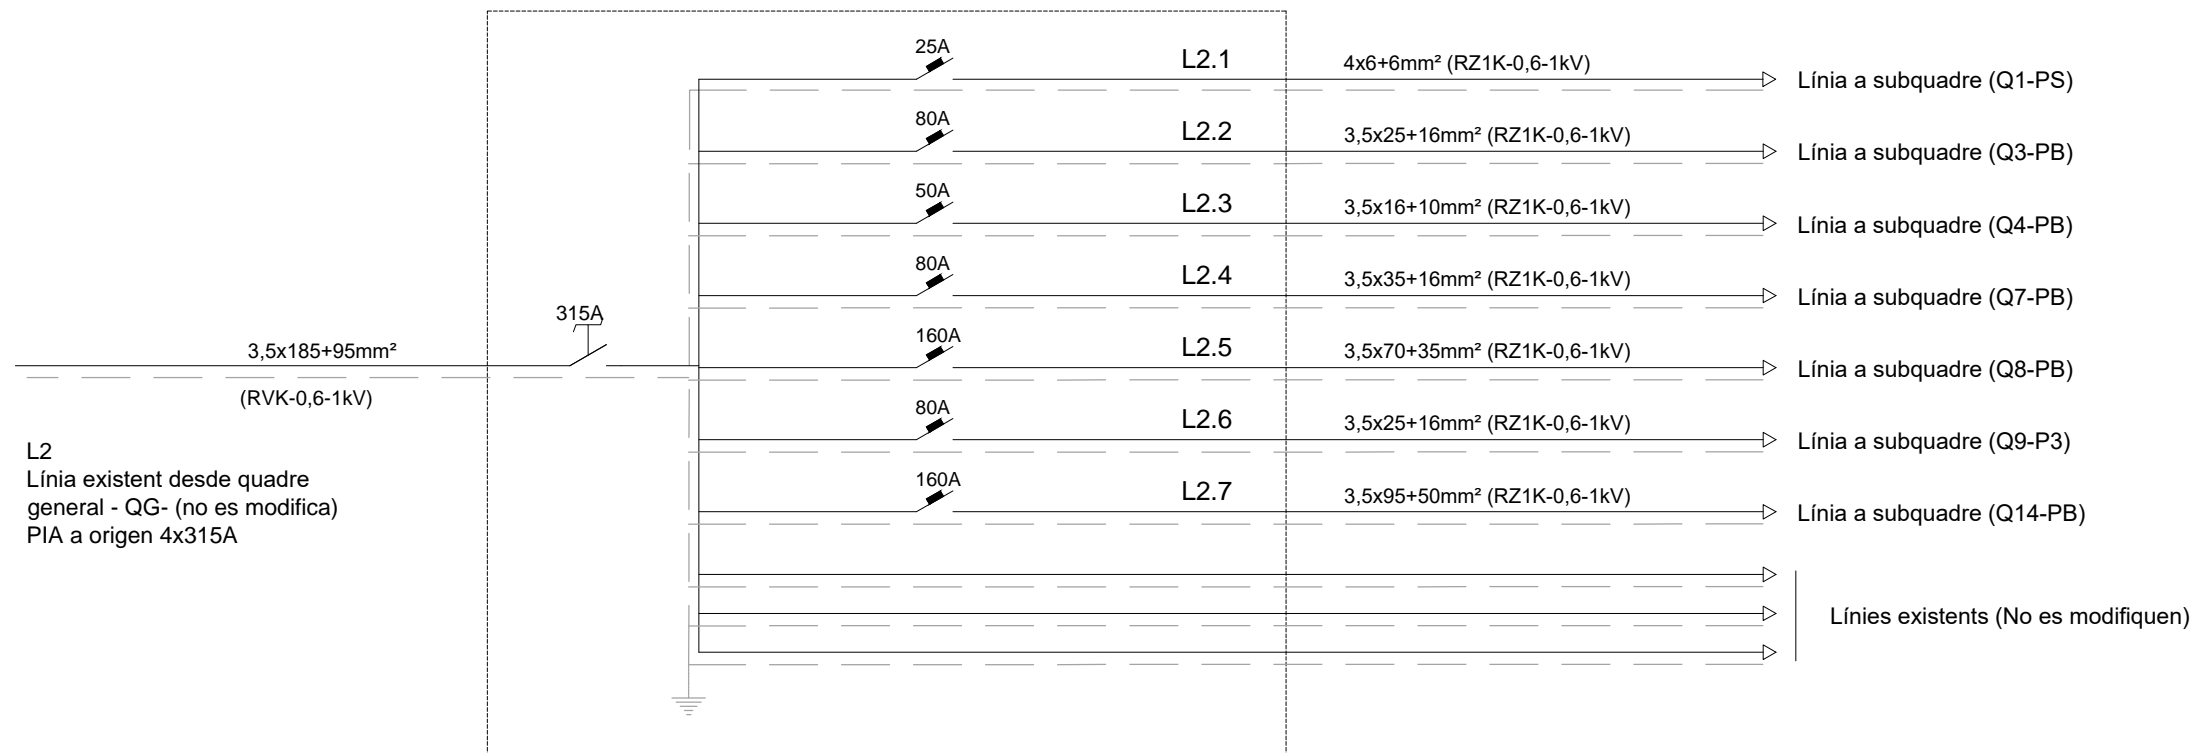 25A
L2.1
4x6+6mm² (RZ1K-0,6-1kV)
Línia a subquadre (Q1-PS)
80A
L2.2
3,5x25+16mm² (RZ1K-0,6-1kV)
Línia a subquadre (Q3-PB)
50A
L2.3
3,5x16+10mm² (RZ1K-0,6-1kV)
Línia a subquadre (Q4-PB)
80A
L2.4
3,5x35+16mm² (RZ1K-0,6-1kV)
Línia a subquadre (Q7-PB)
315A
3,5x185+95mm²
(RVK-0,6-1kV)
160A
L2.5
3,5x70+35mm² (RZ1K-0,6-1kV)
Línia a subquadre (Q8-PB)
80A
L2.6
3,5x25+16mm² (RZ1K-0,6-1kV)
Línia a subquadre (Q9-P3)
L2
Línia existent desde quadre
general - QG- (no es modifica)
PIA a origen 4x315A
160A
L2.7
3,5x95+50mm² (RZ1K-0,6-1kV)
Línia a subquadre (Q14-PB)
Línies existents (No es modifiquen)